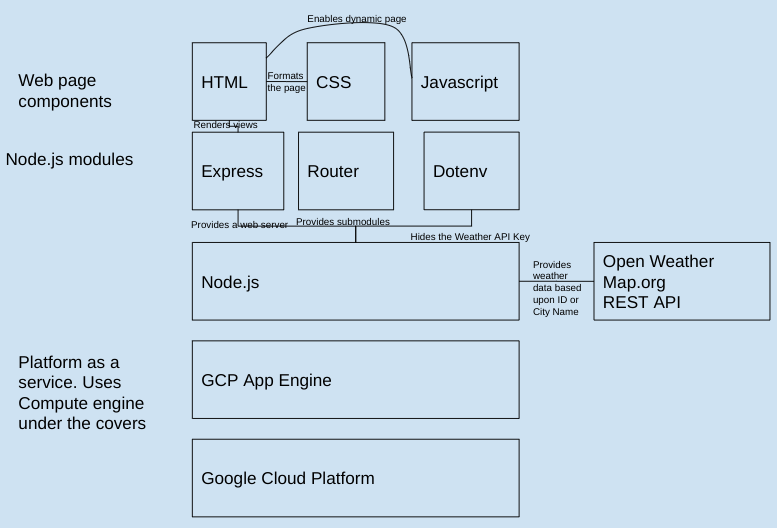 Enables dynamic page
Web page
components
HTML
Formats
the page
CSS
Javascript
Renders views
Node.js modules
Express
Router
Dotenv
Provides a web server
Provides submodules
Hides the Weather API Key
Node.js
Provides
weather
data based
upon ID or
City Name
Open Weather
Map.org
REST API
Platform as a
service. Uses
Compute engine
under the covers
GCP App Engine
Google Cloud Platform